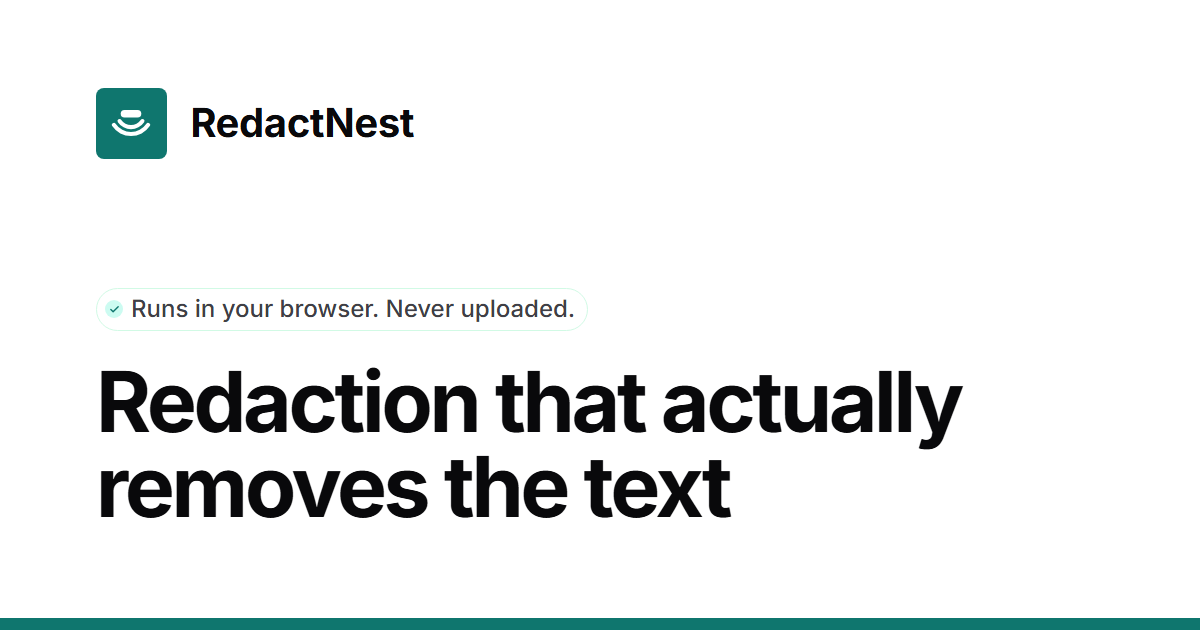 RedactNest
Runs in your browser. Never uploaded.
Redaction that actually
removes the text